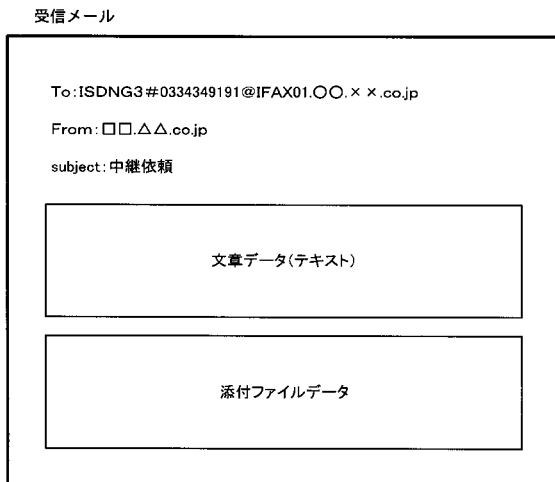 受信メール
To:ISDNG3#0334349191@IFAX01.○○.××.co.jp
From:□□.△△.co.jp
subject:中継依頼
文章データ(テキスト)
添付ファイルデータ